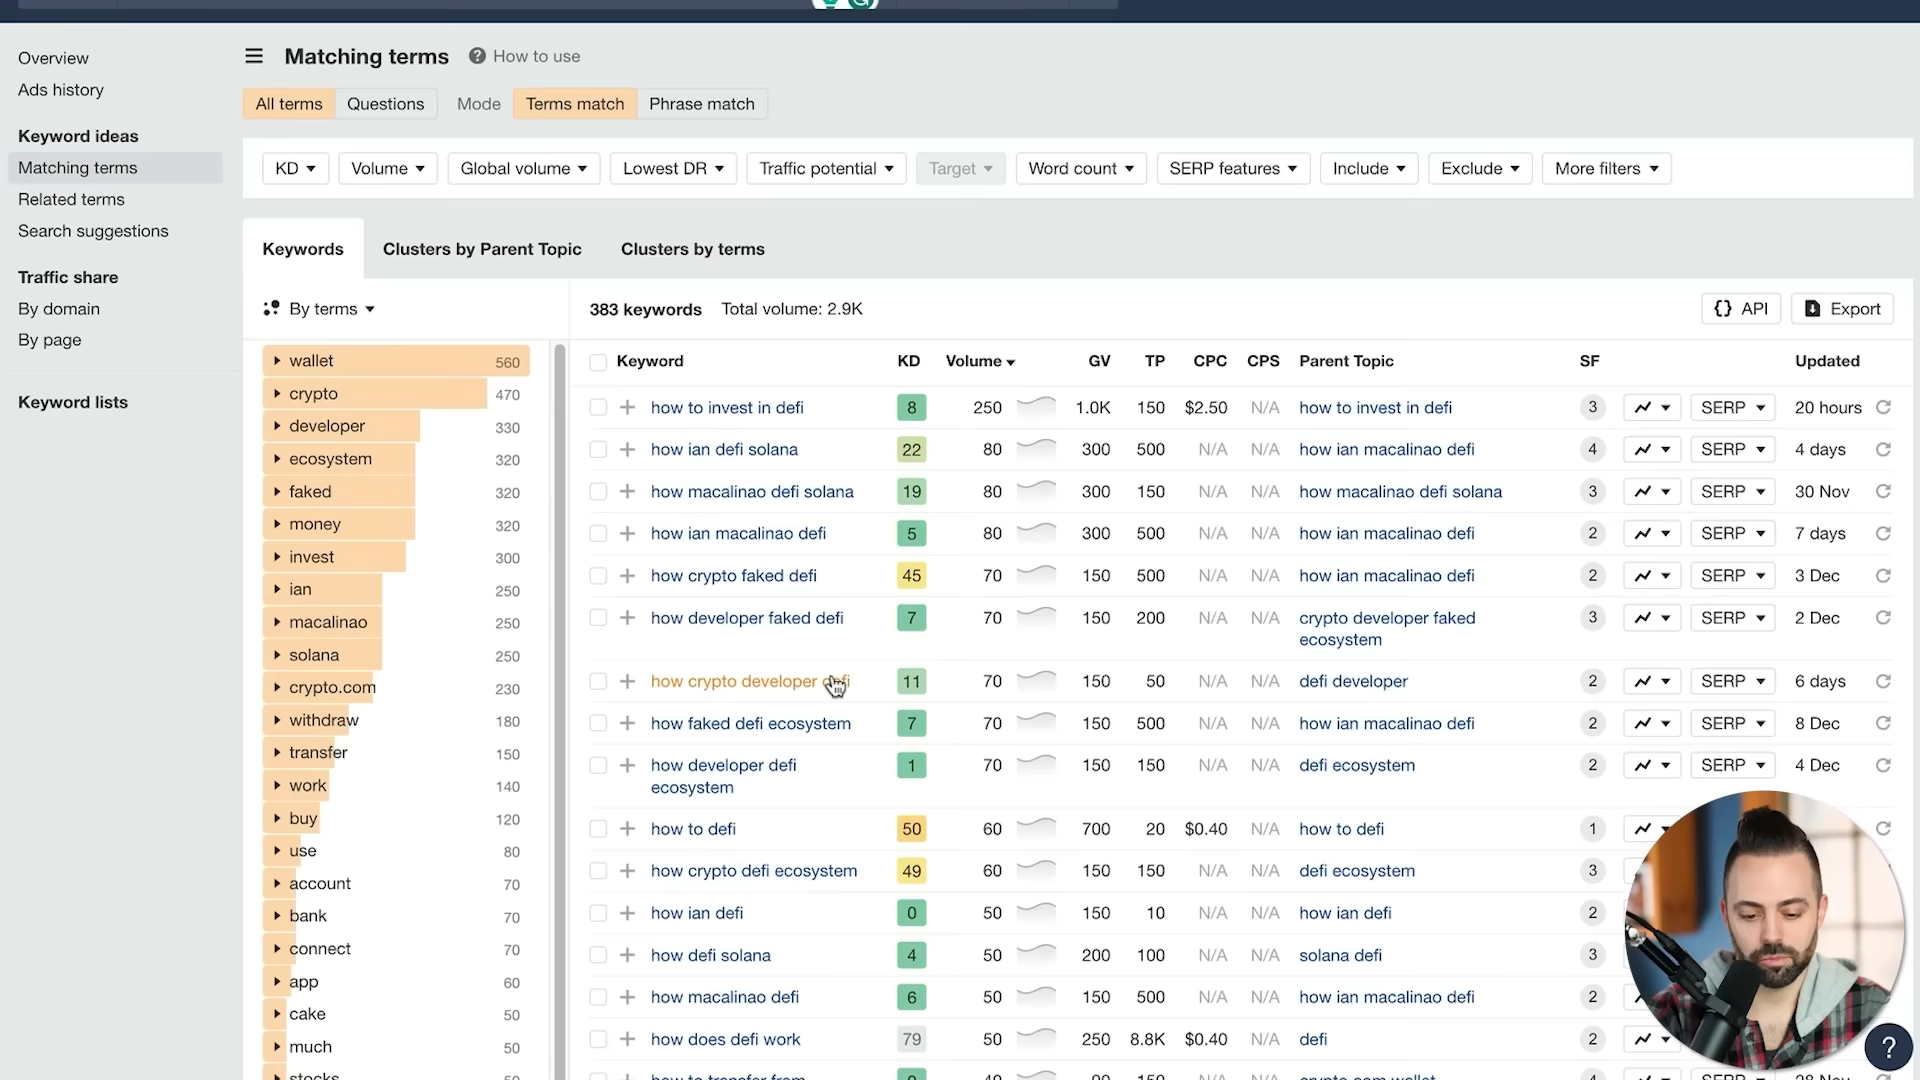 Overview
Ads history
Keyword ideas
Matching terms
Related terms
Search suggestions
Traffic share
By domain
By page
Keyword lists
Matching terms ? How to use
All terms Questions Mode Terms match Phrase match
KD Volume Global volume Lowest DR Traffic potential Target Word count SERP features Include Exclude More filters
Keywords Clusters by Parent Topic Clusters by terms
By terms
383 keywords Total volume: 2.9K {} API Export
wallet 560
crypto 470
developer 330
ecosystem 320
faked 320
money 320
invest 300
ian 250
macalinao 250
solana 250
crypto.com 230
withdraw 180
transfer 150
work 140
buy 120
use 80
account 70
bank 70
connect 70
app 60
cake 50
much 50
stocks 50
Keyword KD Volume GV TP CPC CPS Parent Topic SF Updated
how to invest in defi 8 250 1.0K 150 $2.50 N/A how to invest in defi 3 SERP 20 hours
how ian defi solana 22 80 300 500 N/A N/A how ian macalinao defi 4 SERP 4 days
how macalinao defi solana 19 80 300 150 N/A N/A how macalinao defi solana 3 SERP 30 Nov
how ian macalinao defi 5 80 300 500 N/A N/A how ian macalinao defi 2 SERP 7 days
how crypto faked defi 45 70 150 500 N/A N/A how ian macalinao defi 2 SERP 3 Dec
how developer faked defi 7 70 150 200 N/A N/A crypto developer faked 3 SERP 2 Dec
ecosystem
how crypto developer defi 11 70 150 50 N/A N/A defi developer 2 SERP 6 days
how faked defi ecosystem 7 70 150 500 N/A N/A how ian macalinao defi 2 SERP 8 Dec
how developer defi 1 70 150 150 N/A N/A defi ecosystem 2 SERP 4 Dec
ecosystem
how to defi 50 60 700 20 $0.40 N/A how to defi 1
how crypto defi ecosystem 49 60 150 150 N/A N/A defi ecosystem 3
how ian defi 0 50 150 10 N/A N/A how ian defi 2
how defi solana 4 50 200 100 N/A N/A solana defi 3
how macalinao defi 6 50 150 500 N/A N/A how ian macalinao defi 2
how does defi work 79 50 250 8.8K $0.40 N/A defi 2
how to transfer from
?